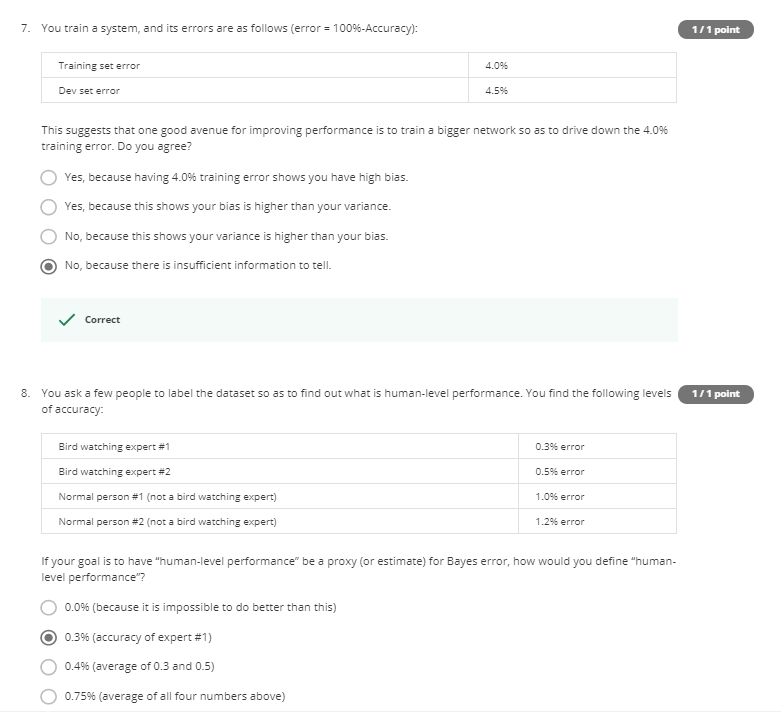 7. You train a system, and its errors are as follows (error = 100%-Accuracy):
1 / 1 point
Training set error 4.0%
Dev set error 4.5%
This suggests that one good avenue for improving performance is to train a bigger network so as to drive down the 4.0%
training error. Do you agree?
Yes, because having 4.0% training error shows you have high bias.
Yes, because this shows your bias is higher than your variance.
No, because this shows your variance is higher than your bias.
No, because there is insufficient information to tell.
Correct
8. You ask a few people to label the dataset so as to find out what is human-level performance. You find the following levels
of accuracy:
1 / 1 point
Bird watching expert #1 0.3% error
Bird watching expert #2 0.5% error
Normal person #1 (not a bird watching expert) 1.0% error
Normal person #2 (not a bird watching expert) 1.2% error
If your goal is to have “human-level performance” be a proxy (or estimate) for Bayes error, how would you define “human-
level performance”?
0.0% (because it is impossible to do better than this)
0.3% (accuracy of expert #1)
0.4% (average of 0.3 and 0.5)
0.75% (average of all four numbers above)